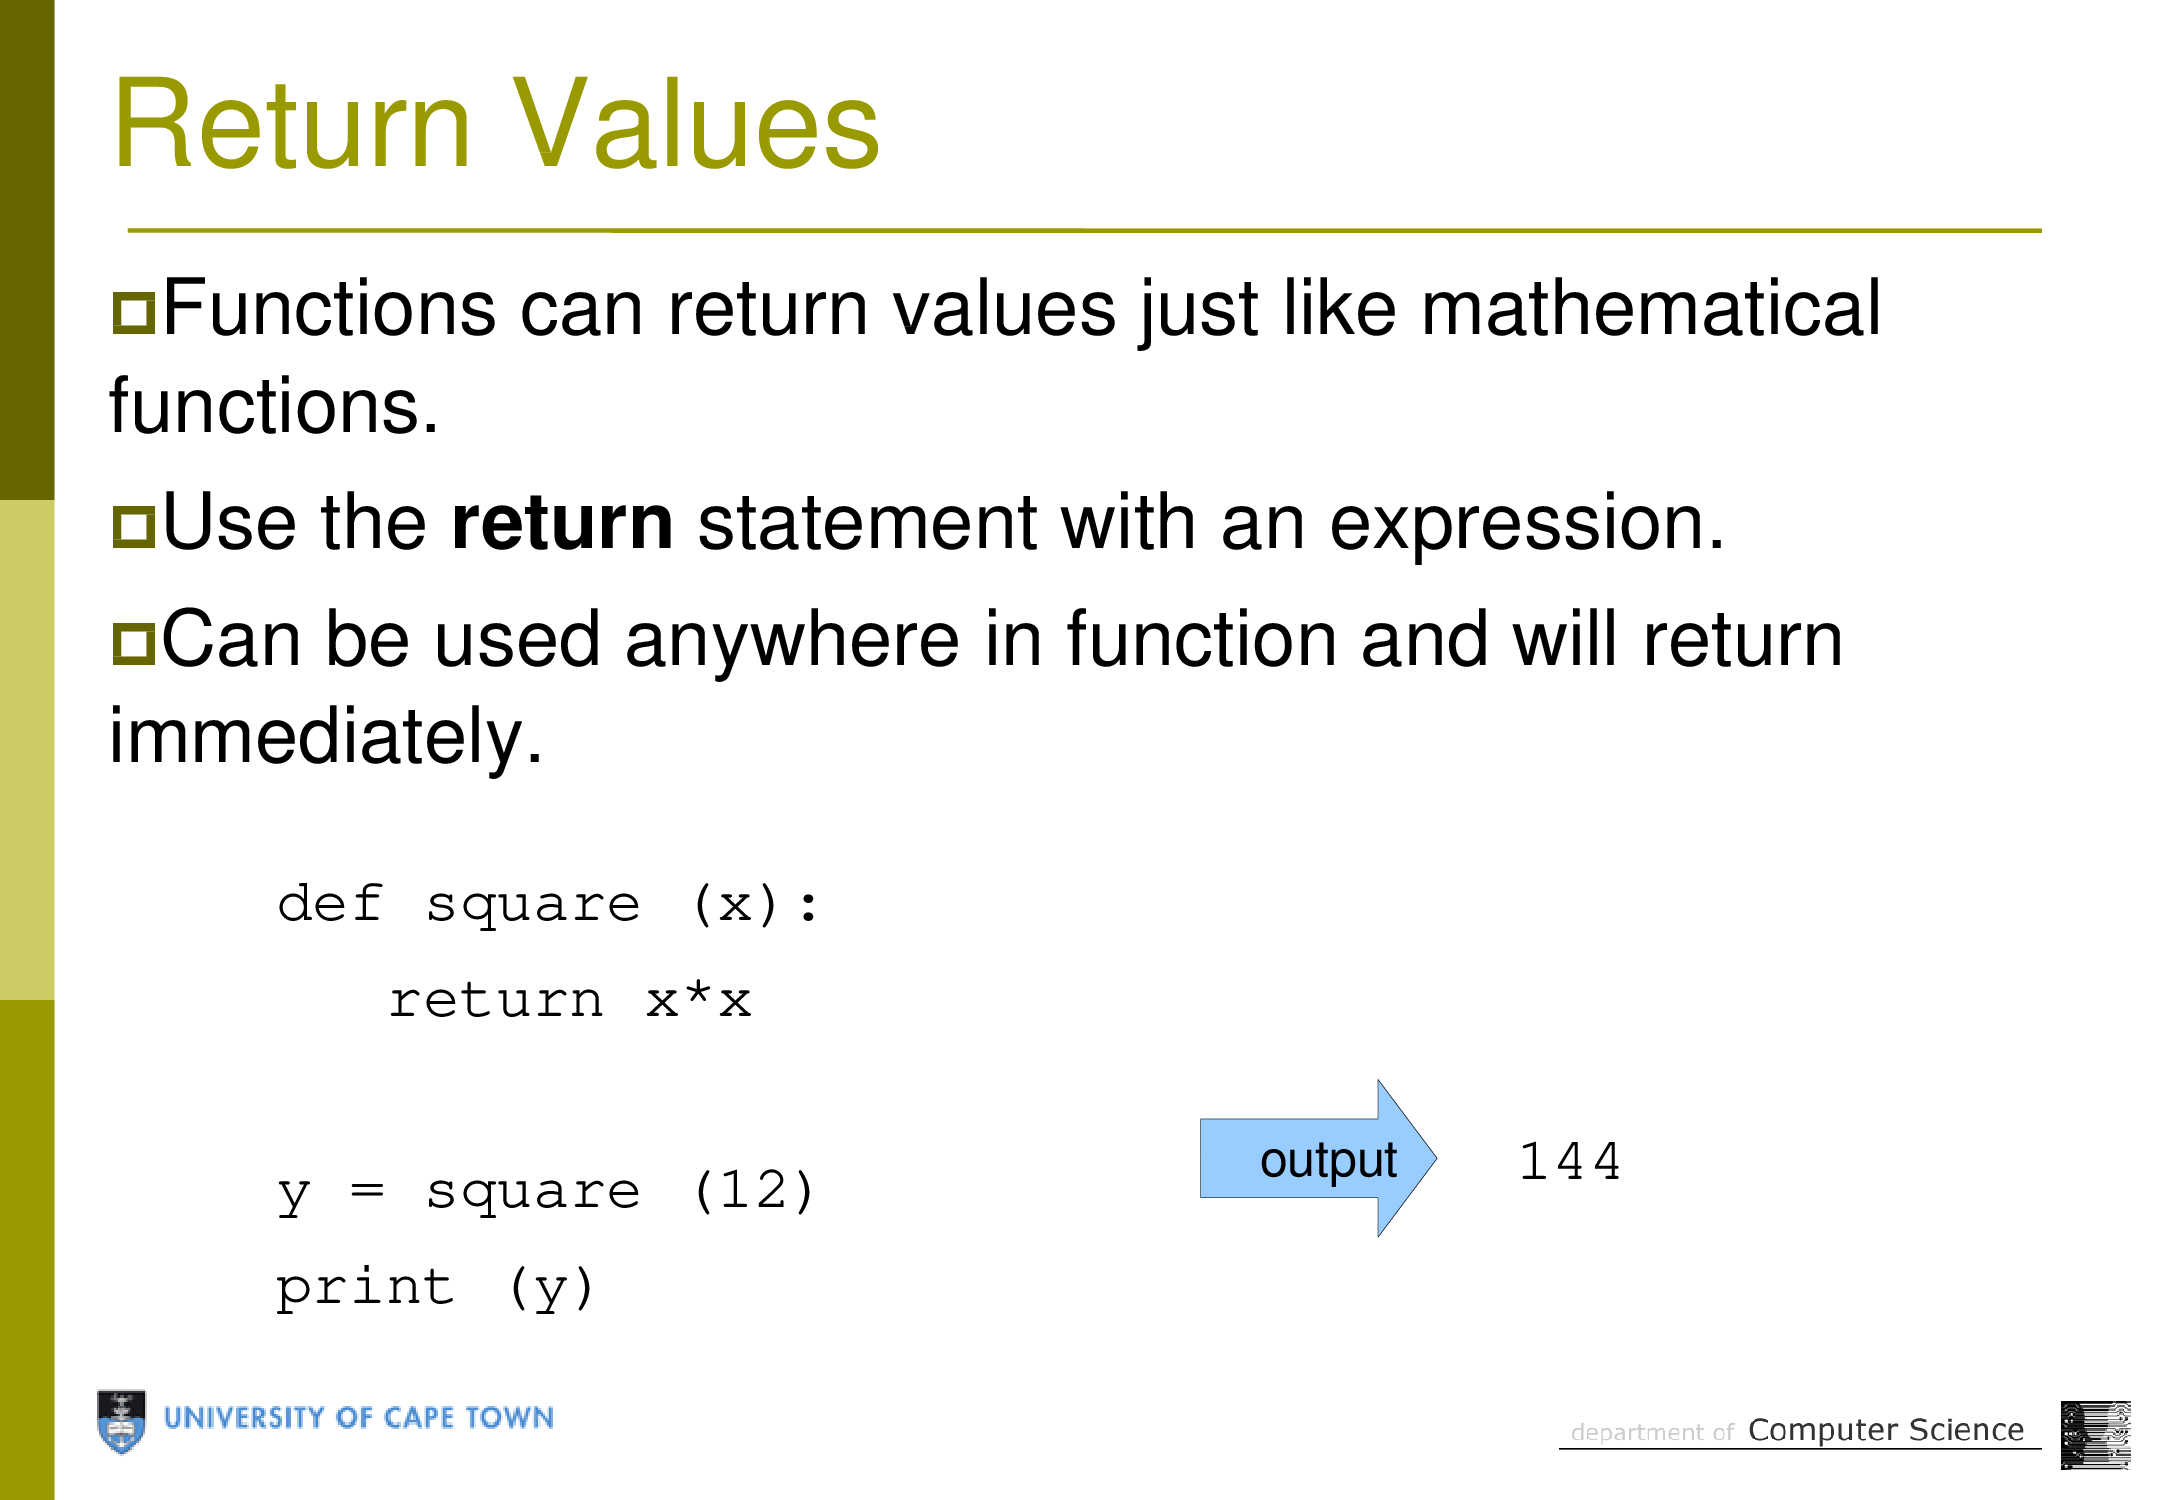 Return Values
Functions can return values just like mathematical
functions.
Use the return statement with an expression.
Can be used anywhere in function and will return
immediately.
def square (x):
   return x*x
y = square (12)
print (y)
output
144
UNIVERSITY OF CAPE TOWN
department of Computer Science